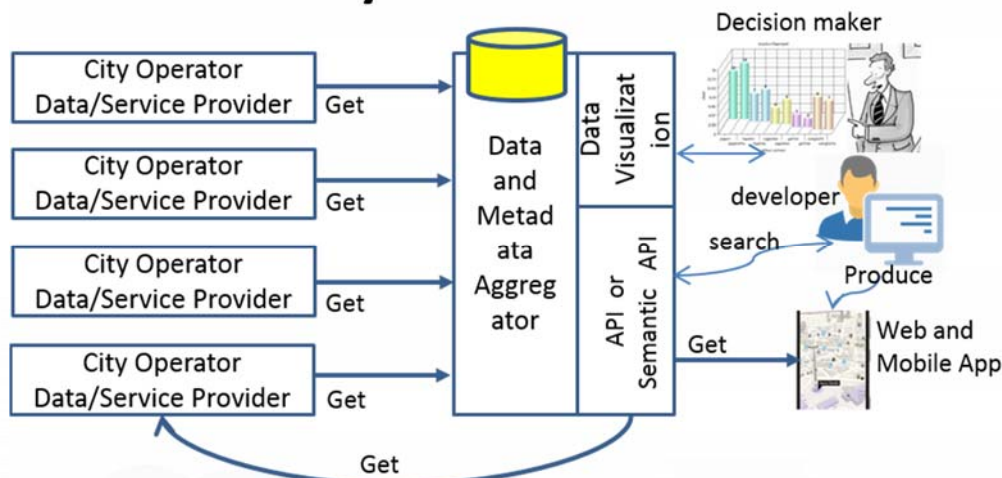 Decision maker
City Operator
Data/Service Provider
Get
City Operator
Data/Service Provider
Get
City Operator
Data/Service Provider
Get
City Operator
Data/Service Provider
Get
Data
and
Metad
ata
Aggreg
ator
Data
Visualizat
ion
API or
Semantic API
developer
search
Produce
Get
Web and
Mobile App
Get